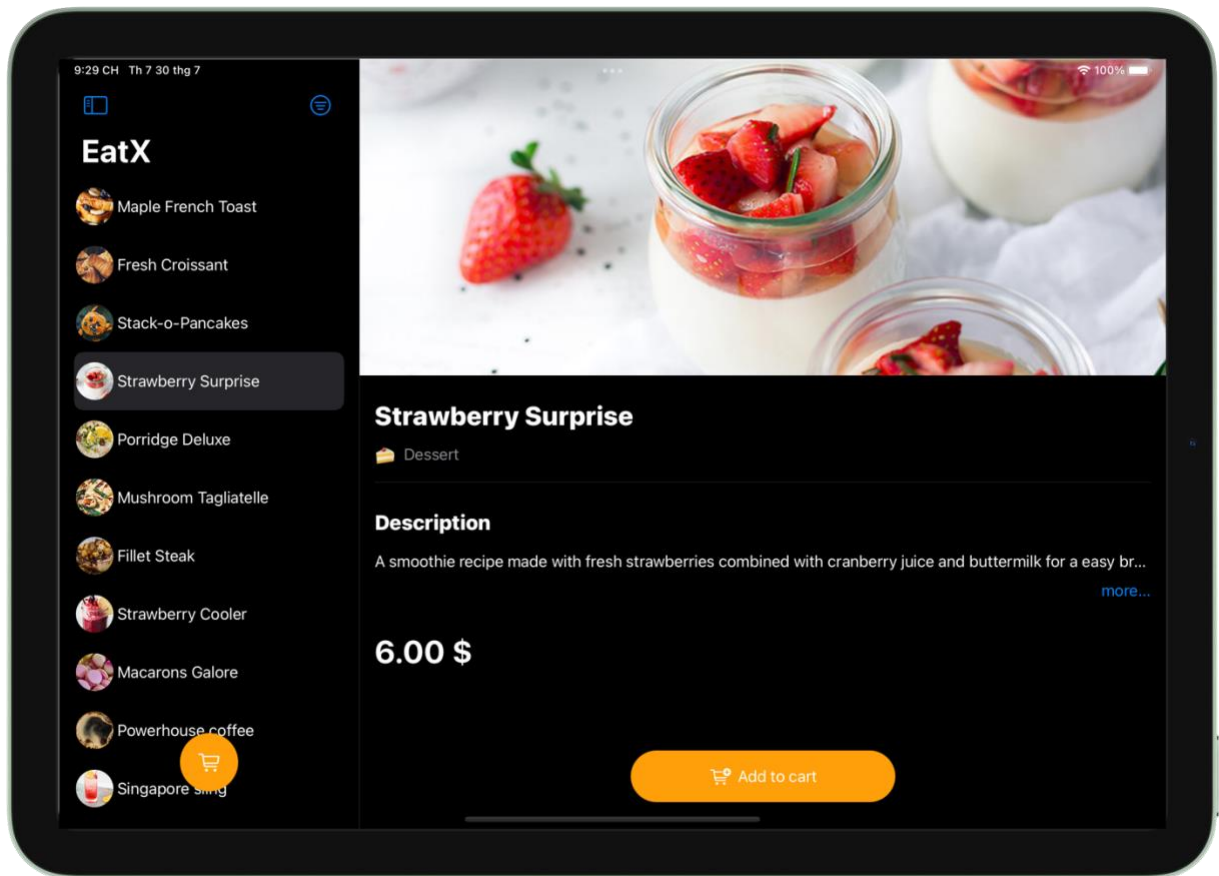 9:29 CH Th 7 30 thg 7
100%
EatX
Maple French Toast
Fresh Croissant
Stack-o-Pancakes
Strawberry Surprise
Porridge Deluxe
Mushroom Tagliatelle
Fillet Steak
Strawberry Cooler
Macarons Galore
Powerhouse coffee
Singapore sling
Strawberry Surprise
Dessert
Description
A smoothie recipe made with fresh strawberries combined with cranberry juice and buttermilk for a easy br...
more...
6.00 $
Add to cart